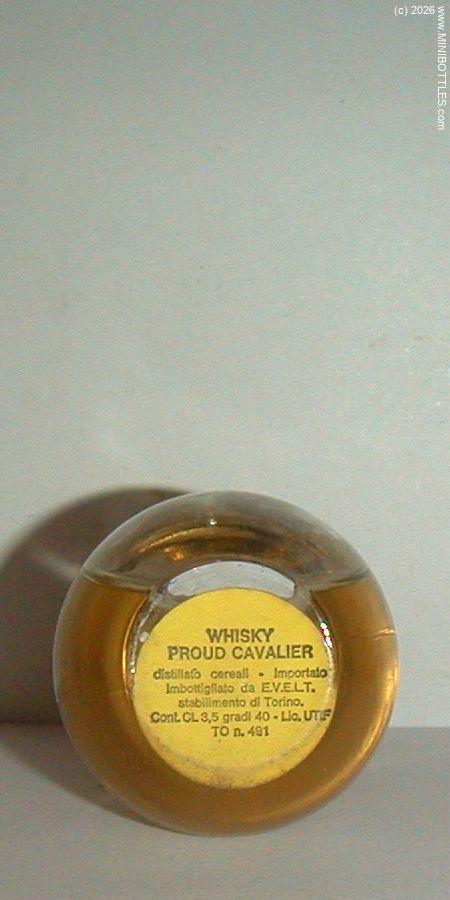 (c) 2026 www.MINIBOTTLES.com
WHISKY
PROUD CAVALIER
distillato cereali - Importato
imbottigliato da E.V.E.L.T.
stabilimento di Torino.
Cont. CL 3,5 gradi 40 - Lic. UTIF
TO n. 491